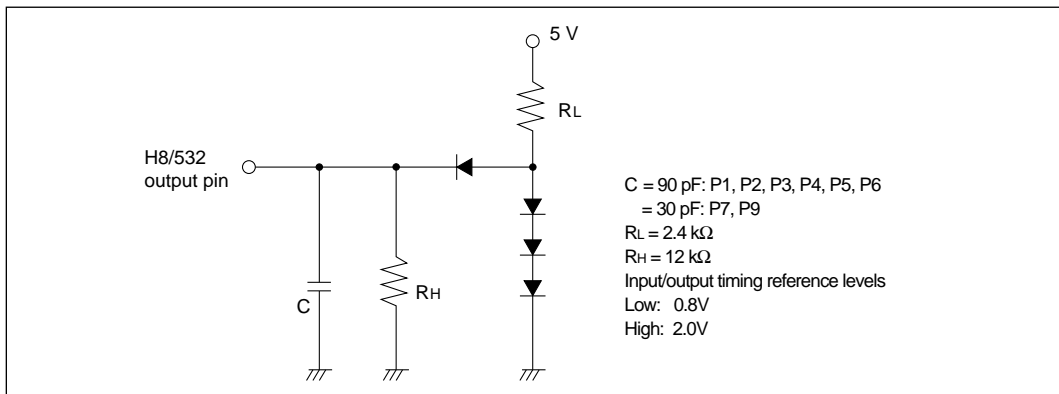 5 V
RL
H8/532
output pin
C
RH
C = 90 pF: P1, P2, P3, P4, P5, P6
= 30 pF: P7, P9
RL = 2.4 kΩ
RH = 12 kΩ
Input/output timing reference levels
Low: 0.8V
High: 2.0V